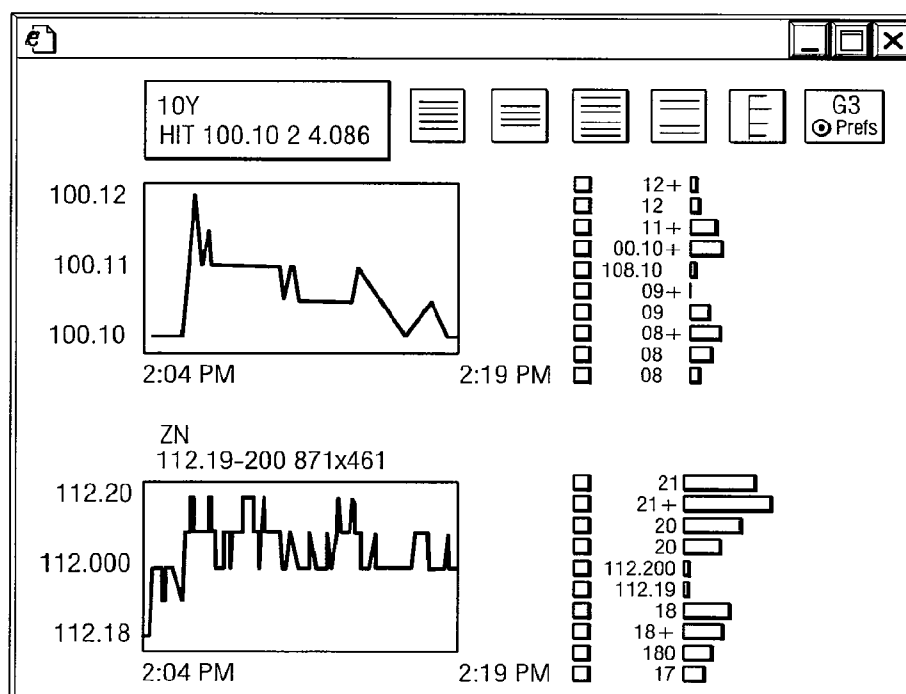 e
10Y
HIT 100.10 2 4.086
G3
Prefs
100.12
100.11
100.10
2:04 PM
2:19 PM
12+
12
11+
00.10+
108.10
09+
09
08+
08
08
ZN
112.19-200 871x461
112.20
112.000
112.18
2:04 PM
2:19 PM
21
21+
20
20
112.200
112.19
18
18+
180
17